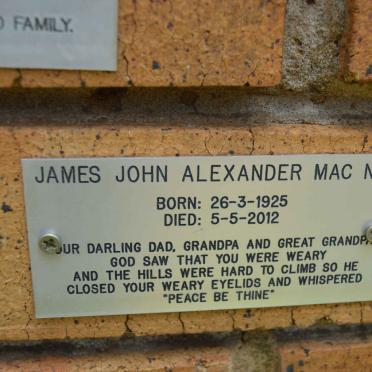 FAMILY.
JAMES JOHN ALEXANDER MAC
BORN: 26-3-1925
DIED: 5-5-2012
DARLING DAD, GRANDPA AND GREAT GRANDPA
GOD SAW THAT YOU WERE WEARY
AND THE HILLS WERE HARD TO CLIMB SO HE
CLOSED YOUR WEARY EYELIDS AND WHISPERED
"PEACE BE THINE"